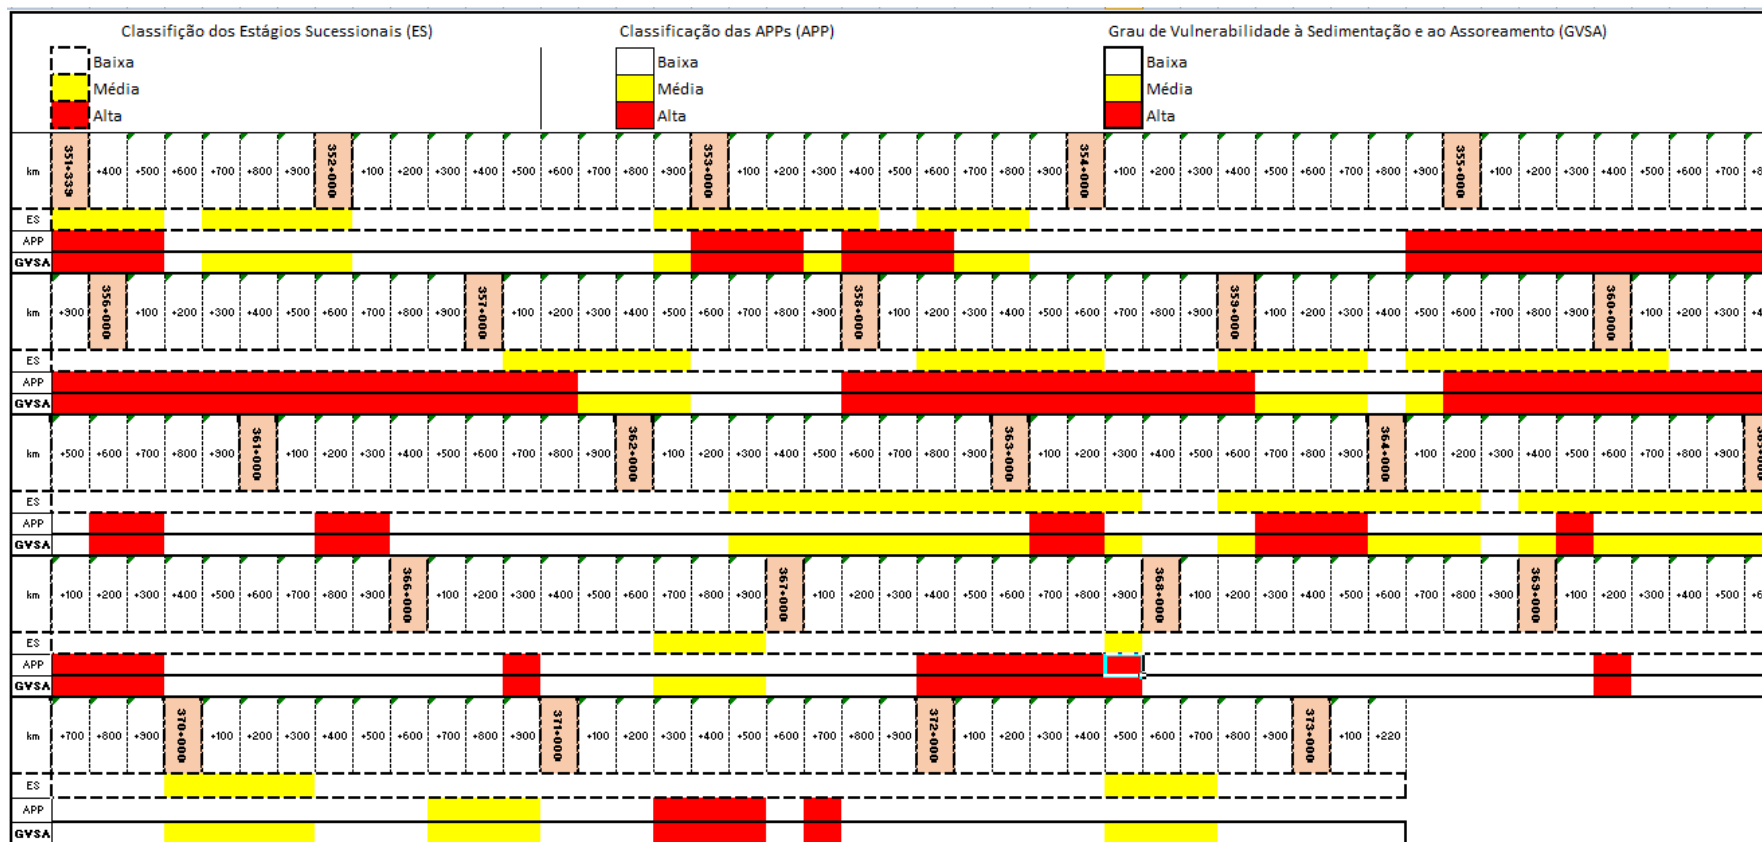 Classifição dos Estágios Sucessionais (ES) Classificação das APPs (APP) Grau de Vulnerabilidade à Sedimentação e ao Assoreamento (GVSA)
Baixa Baixa Baixa
Média Média Média
Alta Alta Alta
km 351+339 +400 +500 +600 +700 +800 +900 352+000 +100 +200 +300 +400 +500 +600 +700 +800 +900 353+000 +100 +200 +300 +400 +500 +600 +700 +800 +900 354+000 +100 +200 +300 +400 +500 +600 +700 +800 +900 355+000 +100 +200 +300 +400 +500 +600 +700
ES
APP
GVSA
km +900 356+000 +100 +200 +300 +400 +500 +600 +700 +800 +900 357+000 +100 +200 +300 +400 +500 +600 +700 +800 +900 358+000 +100 +200 +300 +400 +500 +600 +700 +800 +900 359+000 +100 +200 +300 +400 +500 +600 +700 +800 +900 360+000 +100 +200 +300
ES
APP
GVSA
km +500 +600 +700 +800 +900 361+000 +100 +200 +300 +400 +500 +600 +700 +800 +900 362+000 +100 +200 +300 +400 +500 +600 +700 +800 +900 363+000 +100 +200 +300 +400 +500 +600 +700 +800 +900 364+000 +100 +200 +300 +400 +500 +600 +700 +800 +900
ES
APP
GVSA
km +100 +200 +300 +400 +500 +600 +700 +800 +900 366+000 +100 +200 +300 +400 +500 +600 +700 +800 +900 367+000 +100 +200 +300 +400 +500 +600 +700 +800 +900 368+000 +100 +200 +300 +400 +500 +600 +700 +800 +900 369+000 +100 +200 +300 +400 +500
ES
APP
GVSA
km +700 +800 +900 370+000 +100 +200 +300 +400 +500 +600 +700 +800 +900 371+000 +100 +200 +300 +400 +500 +600 +700 +800 +900 372+000 +100 +200 +300 +400 +500 +600 +700 +800 +900 373+000 +100 +220
ES
APP
GVSA